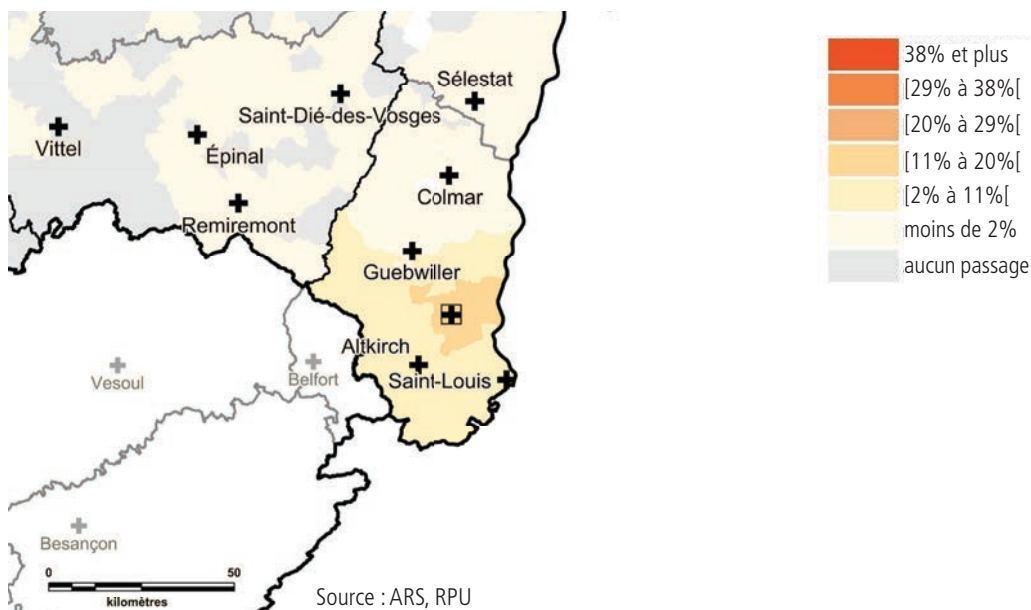 Sélestat
Saint-Dié-des-Vosges
Vittel
Épinal
Colmar
Remiremont
Guebwiller
Altkirch
Saint-Louis
Vesoul
Belfort
Besançon
0 50
kilomètres
Source : ARS, RPU
38% et plus
[29% à 38%[
[20% à 29%[
[11% à 20%[
[2% à 11%[
moins de 2%
aucun passage